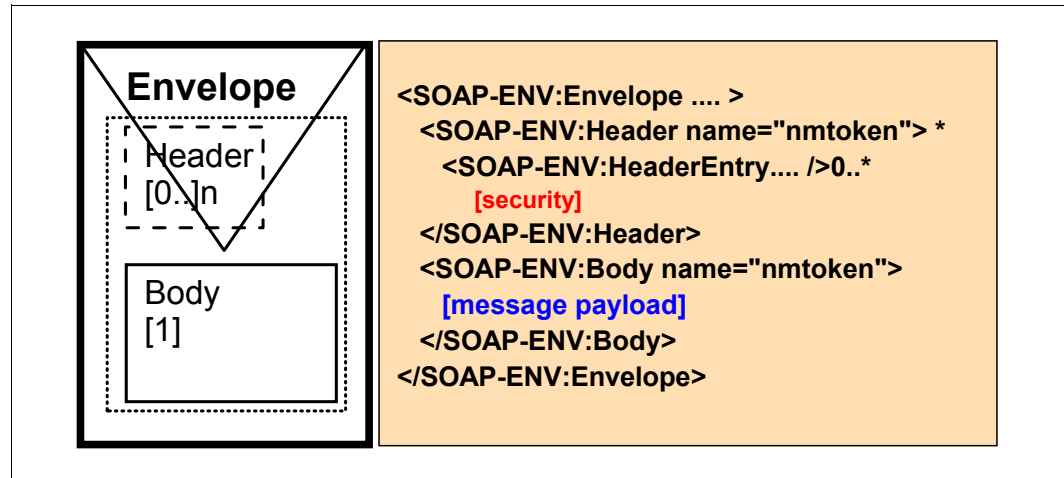 Envelope
Header
[0..]n
Body
[1]
<SOAP-ENV:Envelope .... >
<SOAP-ENV:Header name="nmtoken"> *
<SOAP-ENV:HeaderEntry.... />0..*
[security]
</SOAP-ENV:Header>
<SOAP-ENV:Body name="nmtoken">
[message payload]
</SOAP-ENV:Body>
</SOAP-ENV:Envelope>